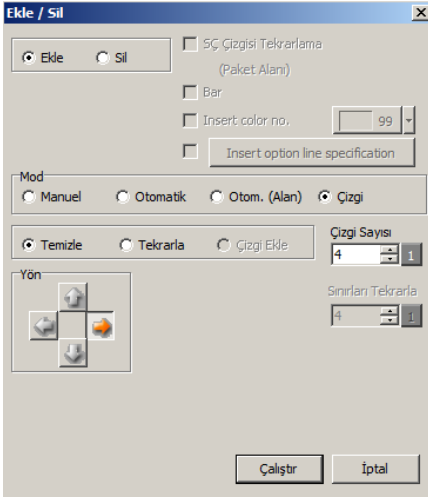 Ekle / Sil
Ekle Sil
SÇ Çizgisi Tekrarlama
(Paket Alanı)
Bar
Insert color no. 99
Insert option line specification
Mod
Manuel Otomatik Otom. (Alan) Çizgi
Temizle Tekrarla Çizgi Ekle
Çizgi Sayısı
4 1
Yön
Sınırları Tekrarla
4 1
Çalıştır İptal